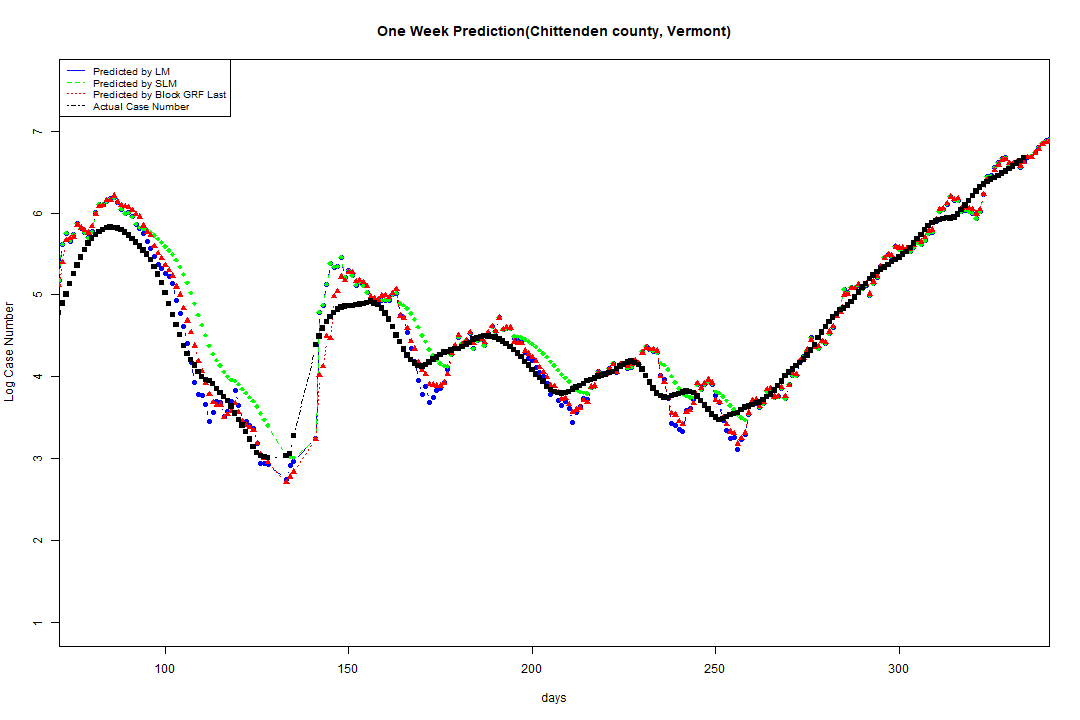 One Week Prediction(Chittenden county, Vermont)
Predicted by LM
Predicted by SLM
Predicted by Block GRF Last
Actual Case Number
Log Case Number
7
6
5
4
3
2
1
100 150 200 250 300
days